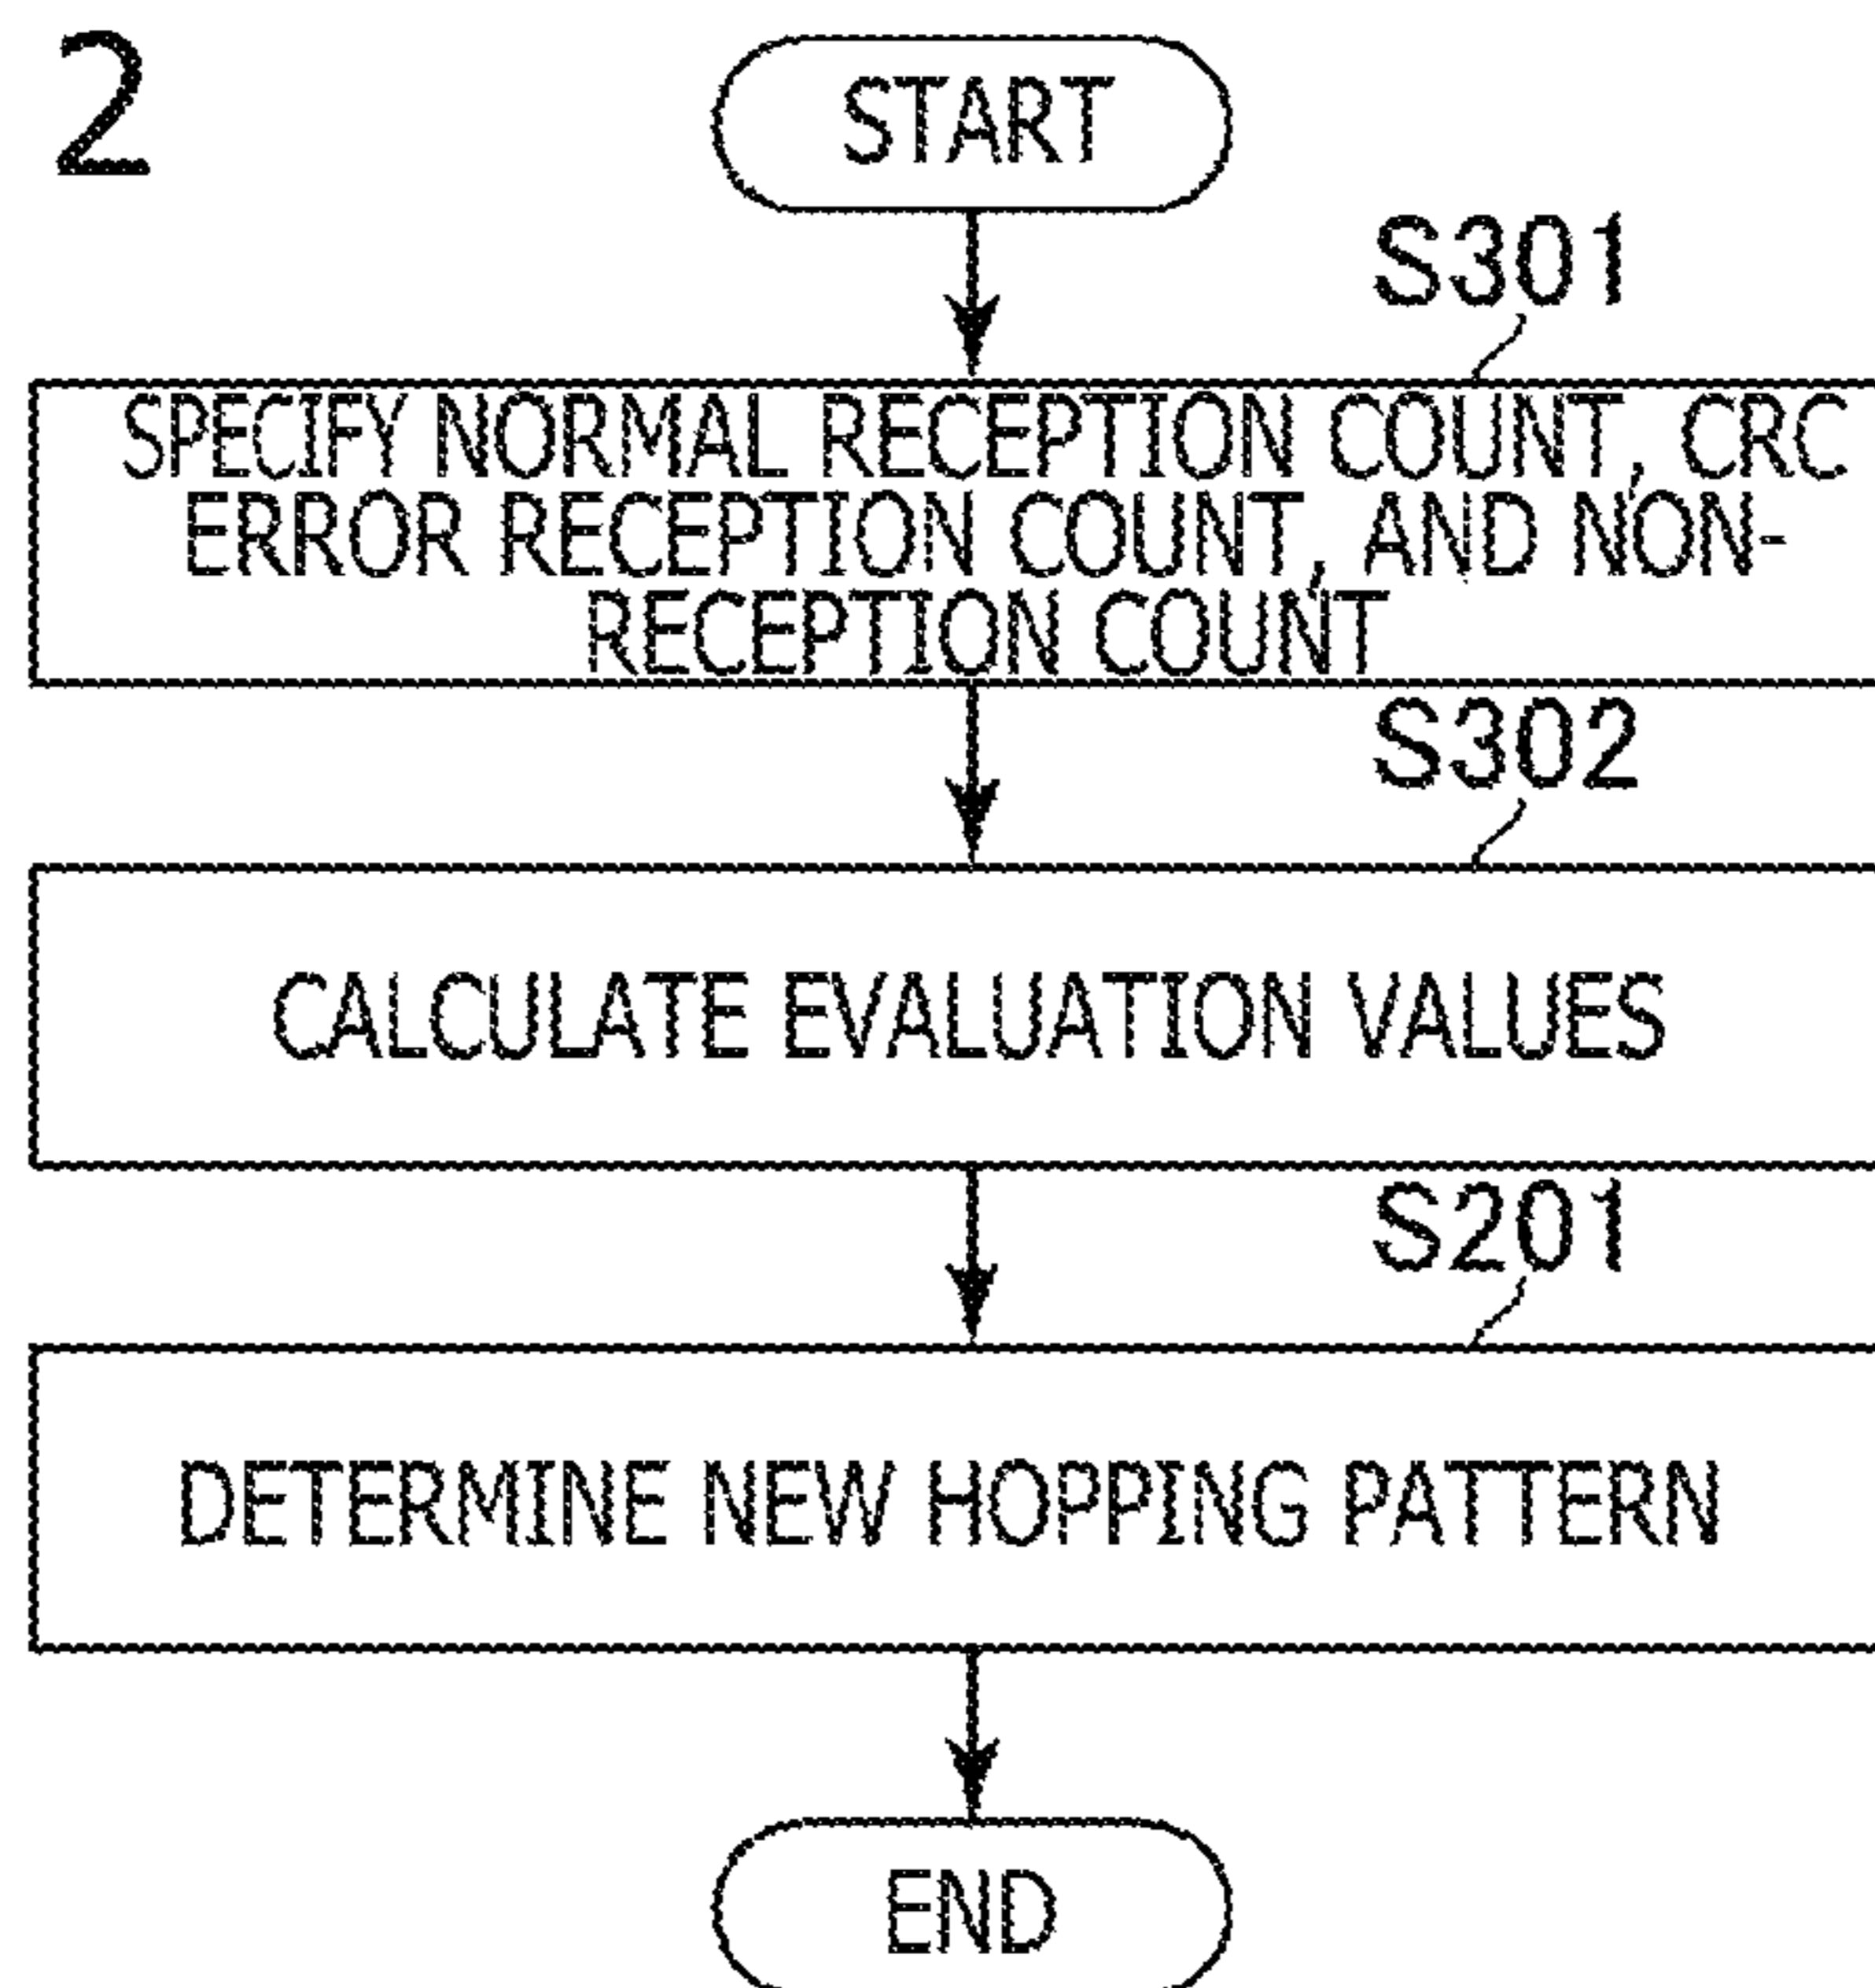 2
START
S301
SPECIFY NORMAL RECEPTION COUNT, CRC
ERROR RECEPTION COUNT, AND NON-
RECEPTION COUNT
S302
CALCULATE EVALUATION VALUES
S201
DETERMINE NEW HOPPING PATTERN
END